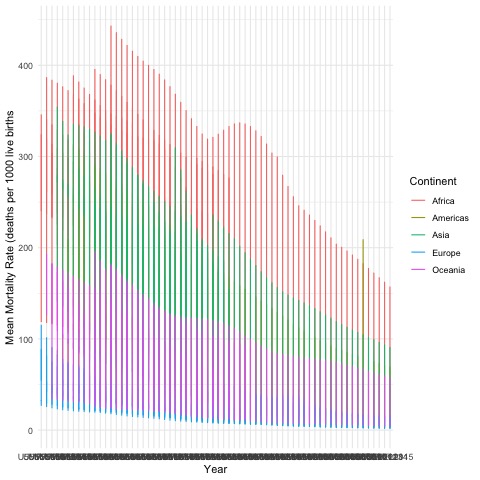 Mean Mortality Rate (deaths per 1000 live births
400
300
200
100
0
Year
Continent
Africa
Americas
Asia
Europe
Oceania